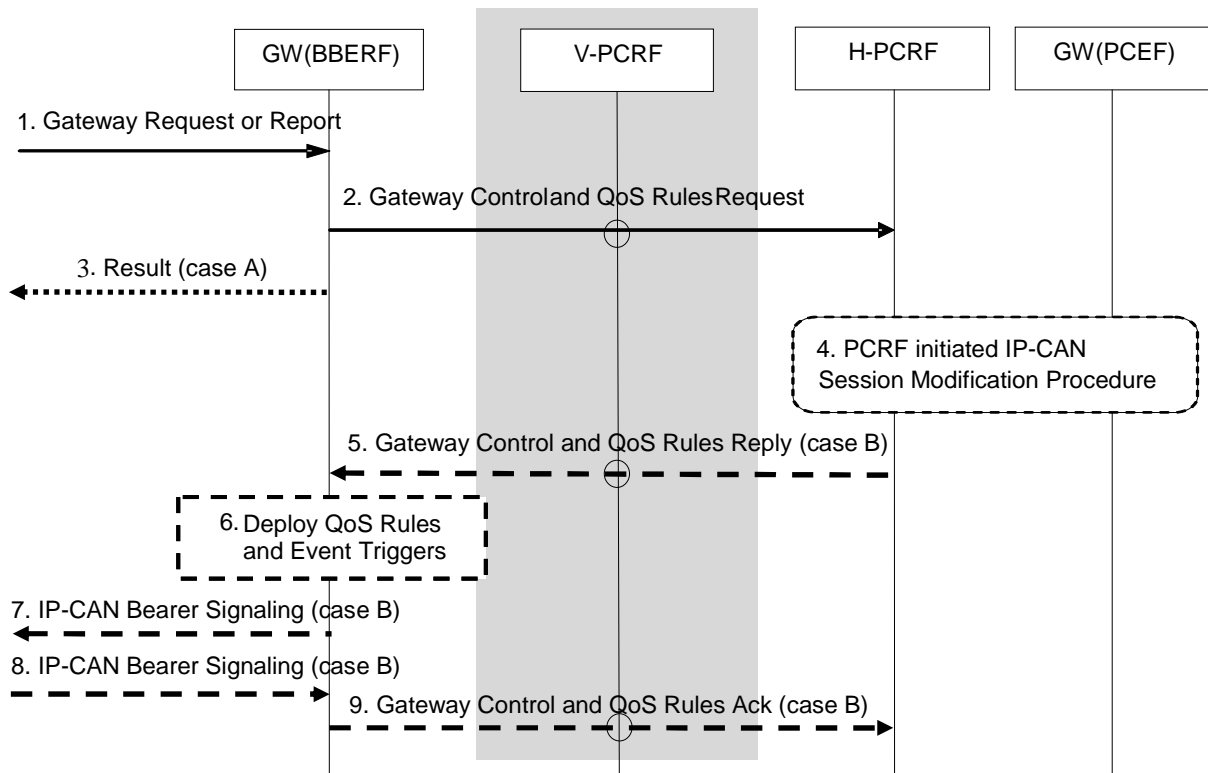 GW(BBERF)
V-PCRF
H-PCRF
GW(PCEF)
1. Gateway Request or Report
2. Gateway Controland QoS RulesRequest
3. Result (case A)
4. PCRF initiated IP-CAN
Session Modification Procedure
5. Gateway Control and QoS Rules Reply (case B)
6. Deploy QoS Rules
and Event Triggers
7. IP-CAN Bearer Signaling (case B)
8. IP-CAN Bearer Signaling (case B)
9. Gateway Control and QoS Rules Ack (case B)